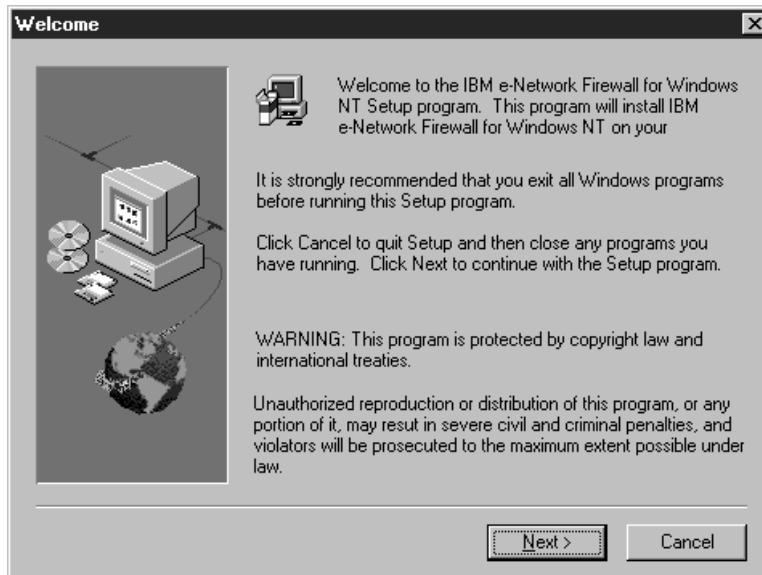 Welcome
Welcome to the IBM e-Network Firewall for Windows
NT Setup program. This program will install IBM
e-Network Firewall for Windows NT on your
It is strongly recommended that you exit all Windows programs
before running this Setup program.
Click Cancel to quit Setup and then close any programs you
have running. Click Next to continue with the Setup program.
WARNING: This program is protected by copyright law and
international treaties.
Unauthorized reproduction or distribution of this program, or any
portion of it, may resut in severe civil and criminal penalties, and
violators will be prosecuted to the maximum extent possible under
law.
Next >
Cancel